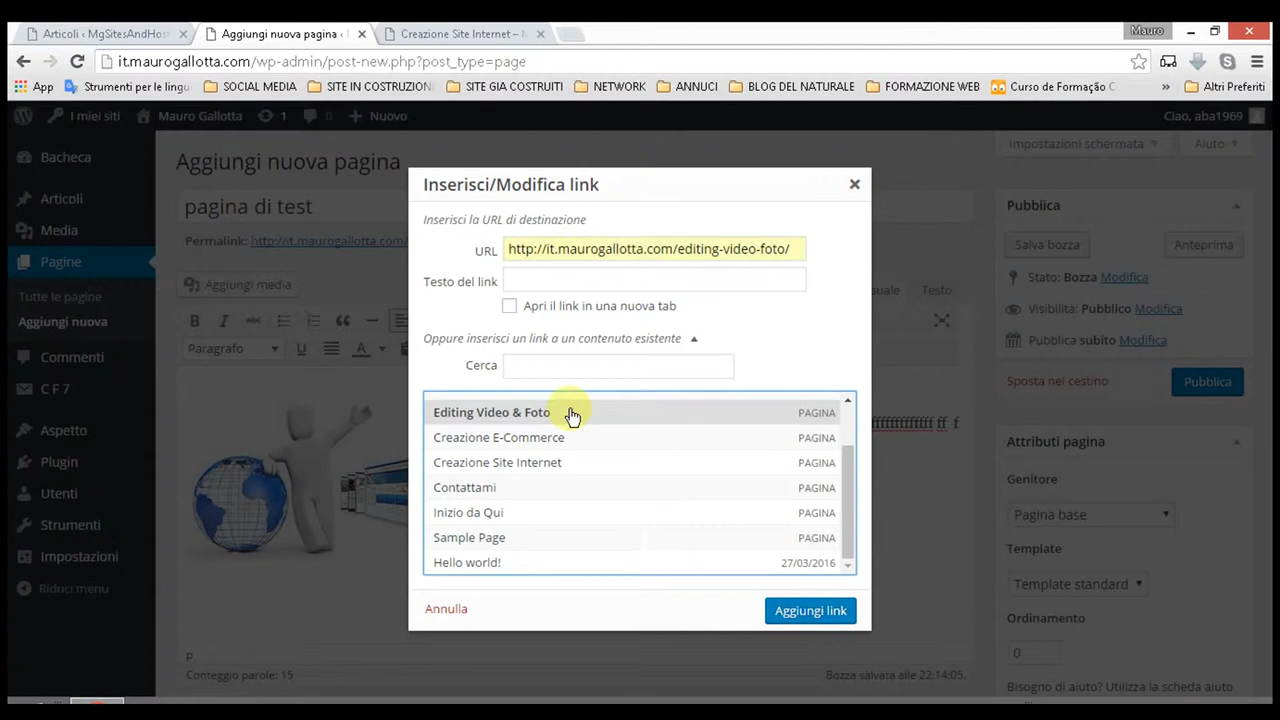 Articoli ‹ MgSitesAndHost
Aggiungi nuova pagina ‹
Creazione Site Internet –
Mauro
it.maurogallotta.com/wp-admin/post-new.php?post_type=page
App
Strumenti per le lingu
SOCIAL MEDIA
SITE IN COSTRUZION
SITE GIA COSTRUITI
NETWORK
ANNUCI
BLOG DEL NATURALE
FORMAZIONE WEB
Curso de Formação
»
Altri Preferiti
I miei siti
Mauro Gallotta
1
0
Nuovo
Ciao, aba1969
Bacheca
Articoli
Media
Pagine
Tutte le pagine
Aggiungi nuova
Commenti
C F 7
Aspetto
Plugin
Utenti
Strumenti
Impostazioni
Riduci menu
Aggiungi nuova pagina
Impostazioni schermata
Aiuto
pagina di test
Permalink: http://it.maurogallotta.com/
Aggiungi media
suale
Testo
B I ABC
Paragrafo
U
A
ffffffffffffffff ff f
P
Conteggio parole: 15
Bozza salvata alle 22:14:05.
Inserisci/Modifica link
Inserisci la URL di destinazione
URL http://it.maurogallotta.com/editing-video-foto/
Testo del link
Apri il link in una nuova tab
Oppure inserisci un link a un contenuto esistente
Cerca
Editing Video & Foto PAGINA
Creazione E-Commerce PAGINA
Creazione Site Internet PAGINA
Contattami PAGINA
Inizio da Qui PAGINA
Sample Page PAGINA
Hello world! 27/03/2016
Annulla
Aggiungi link
Pubblica
Salva bozza
Anteprima
Stato: Bozza Modifica
Visibilità: Pubblico Modifica
Pubblica subito Modifica
Sposta nel cestino
Pubblica
Attributi pagina
Genitore
Pagina base
Template
Template standard
Ordinamento
0
Bisogno di aiuto? Utilizza la scheda aiuto